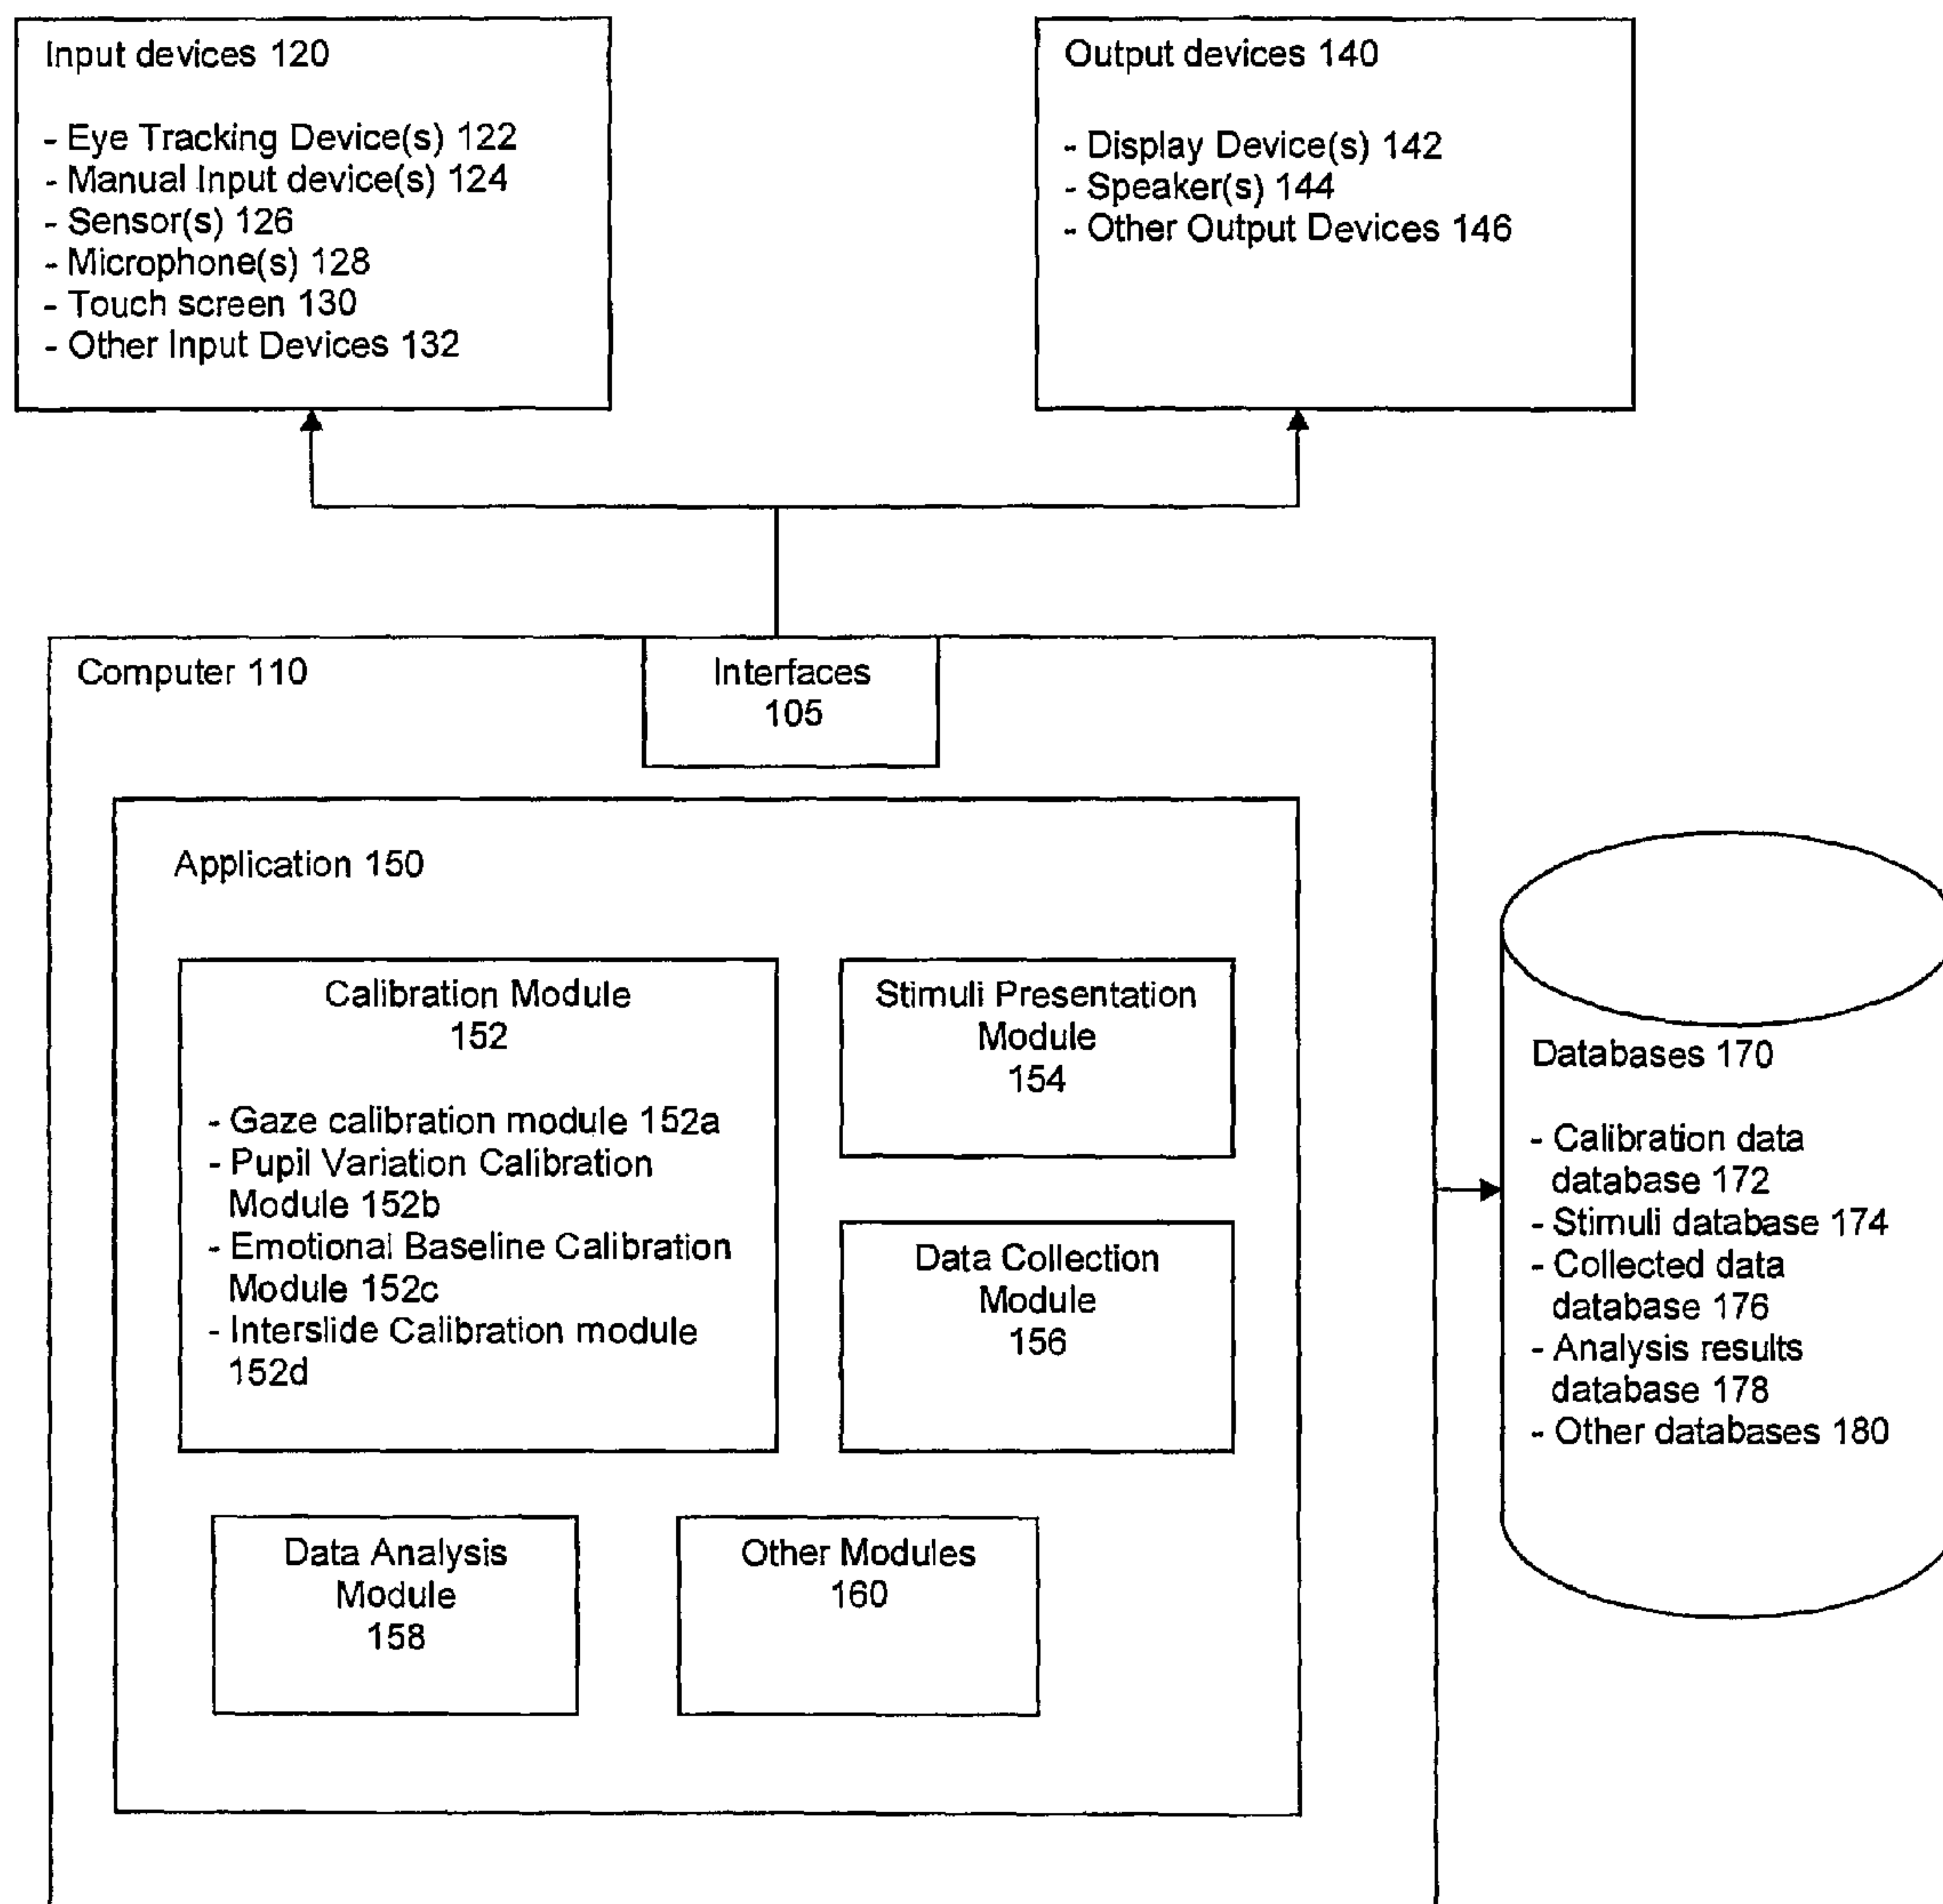 Input devices 120
- Eye Tracking Device(s) 122
- Manual Input device(s) 124
- Sensor(s) 126
- Microphone(s) 128
- Touch screen 130
- Other Input Devices 132
Output devices 140
- Display Device(s) 142
- Speaker(s) 144
- Other Output Devices 146
Computer 110
Interfaces
105
Application 150
Calibration Module
152
- Gaze calibration module 152a
- Pupil Variation Calibration
Module 152b
- Emotional Baseline Calibration
Module 152c
- Interslide Calibration module
152d
Stimuli Presentation
Module
154
Data Collection
Module
156
Data Analysis
Module
158
Other Modules
160
Databases 170
- Calibration data
database 172
- Stimuli database 174
- Collected data
database 176
- Analysis results
database 178
- Other databases 180